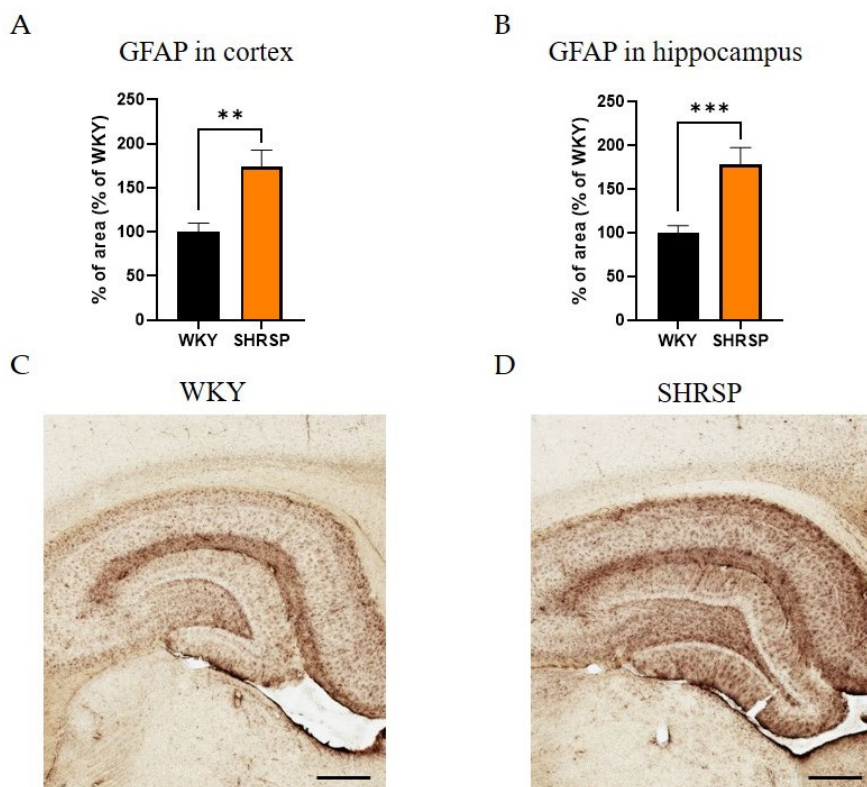 A
GFAP in cortex
% of area (% of WKY)
250
200
150
100
50
0
**
WKY SHRSP
B
GFAP in hippocampus
% of area (% of WKY)
250
200
150
100
50
0
***
WKY SHRSP
C
WKY
D
SHRSP